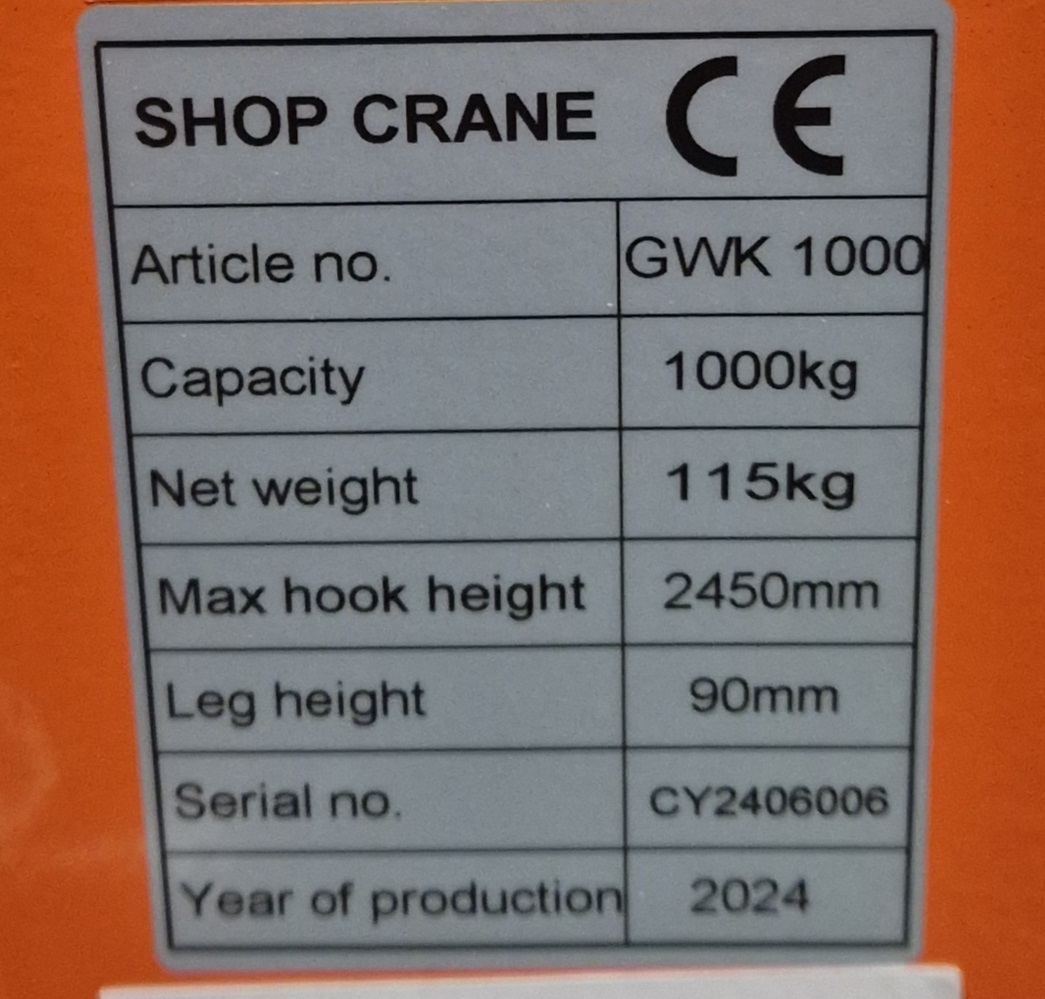 SHOP CRANE CE
Article no. GWK 1000
Capacity 1000kg
Net weight 115kg
Max hook height 2450mm
Leg height 90mm
Serial no. CY2406006
Year of production 2024